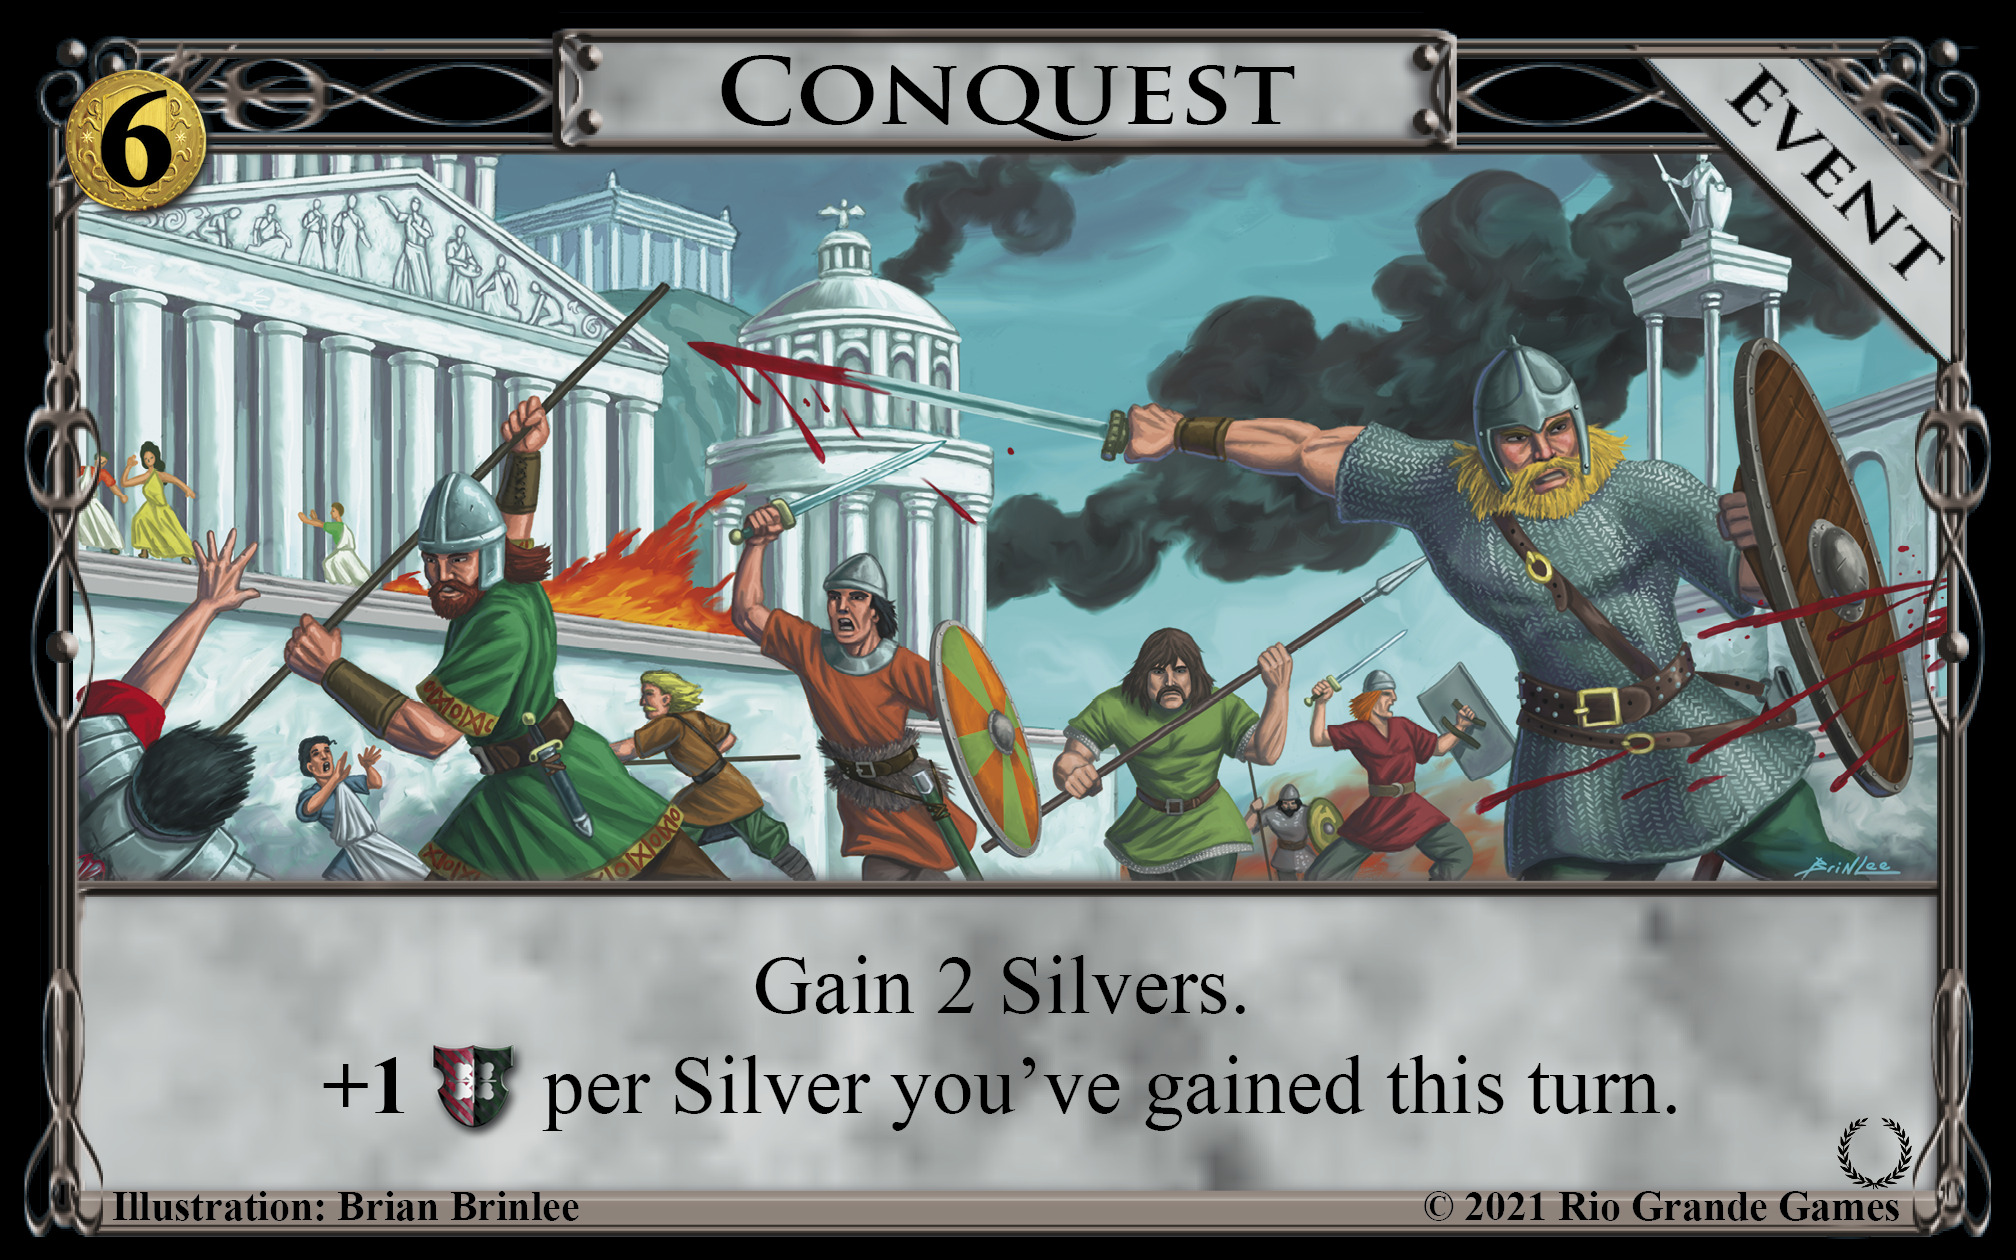 6
CONQUEST
EVENT
BRINLee
Gain 2 Silvers.
+1 per Silver you’ve gained this turn.
Illustration: Brian Brinlee
© 2021 Rio Grande Games